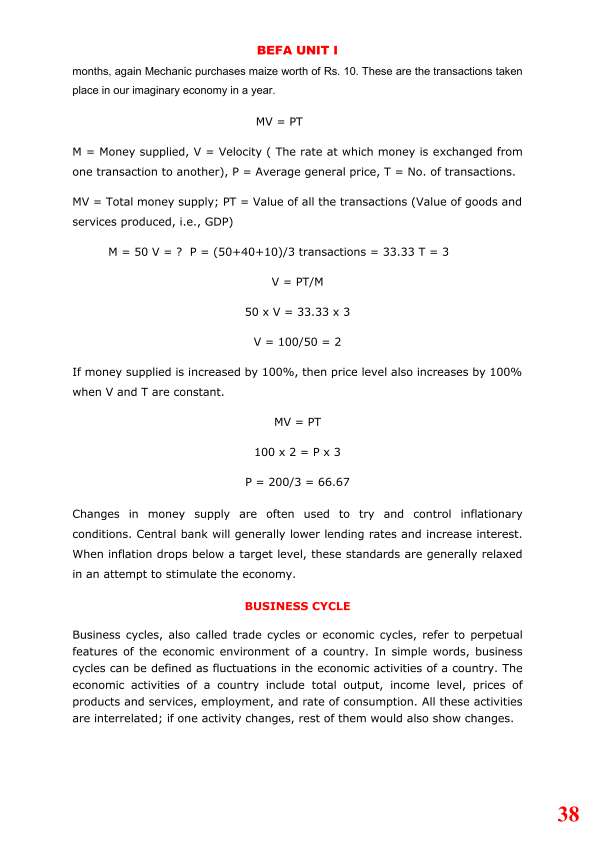 BEFA UNIT I
months, again Mechanic purchases maize worth of Rs. 10. These are the transactions taken
place in our imaginary economy in a year.
MV = PT
M = Money supplied, V = Velocity ( The rate at which money is exchanged from
one transaction to another), P = Average general price, T = No. of transactions.
MV = Total money supply; PT = Value of all the transactions (Value of goods and
services produced, i.e., GDP)
M = 50 V = ?  P = (50+40+10)/3 transactions = 33.33 T = 3
V = PT/M
50 x V = 33.33 x 3
V = 100/50 = 2
If money supplied is increased by 100%, then price level also increases by 100%
when V and T are constant.
MV = PT
100 x 2 = P x 3
P = 200/3 = 66.67
Changes in money supply are often used to try and control inflationary
conditions. Central bank will generally lower lending rates and increase interest.
When inflation drops below a target level, these standards are generally relaxed
in an attempt to stimulate the economy.
BUSINESS CYCLE
Business cycles, also called trade cycles or economic cycles, refer to perpetual
features of the economic environment of a country. In simple words, business
cycles can be defined as fluctuations in the economic activities of a country. The
economic activities of a country include total output, income level, prices of
products and services, employment, and rate of consumption. All these activities
are interrelated; if one activity changes, rest of them would also show changes.
38